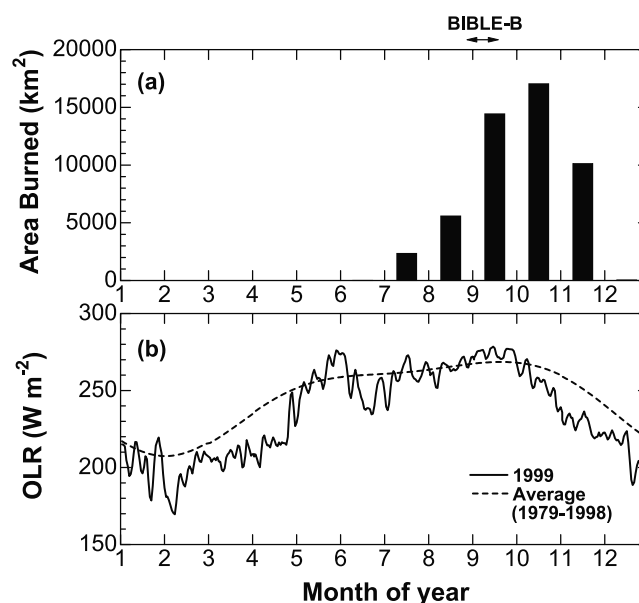 BIBLE-B
20000
(a)
15000
10000
5000
0
Area Burned (km²)
1 2 3 4 5 6 7 8 9 10 11 12
300
(b)
250
200
150
OLR (W m⁻²)
1999
Average
(1979-1998)
1 2 3 4 5 6 7 8 9 10 11 12
Month of year